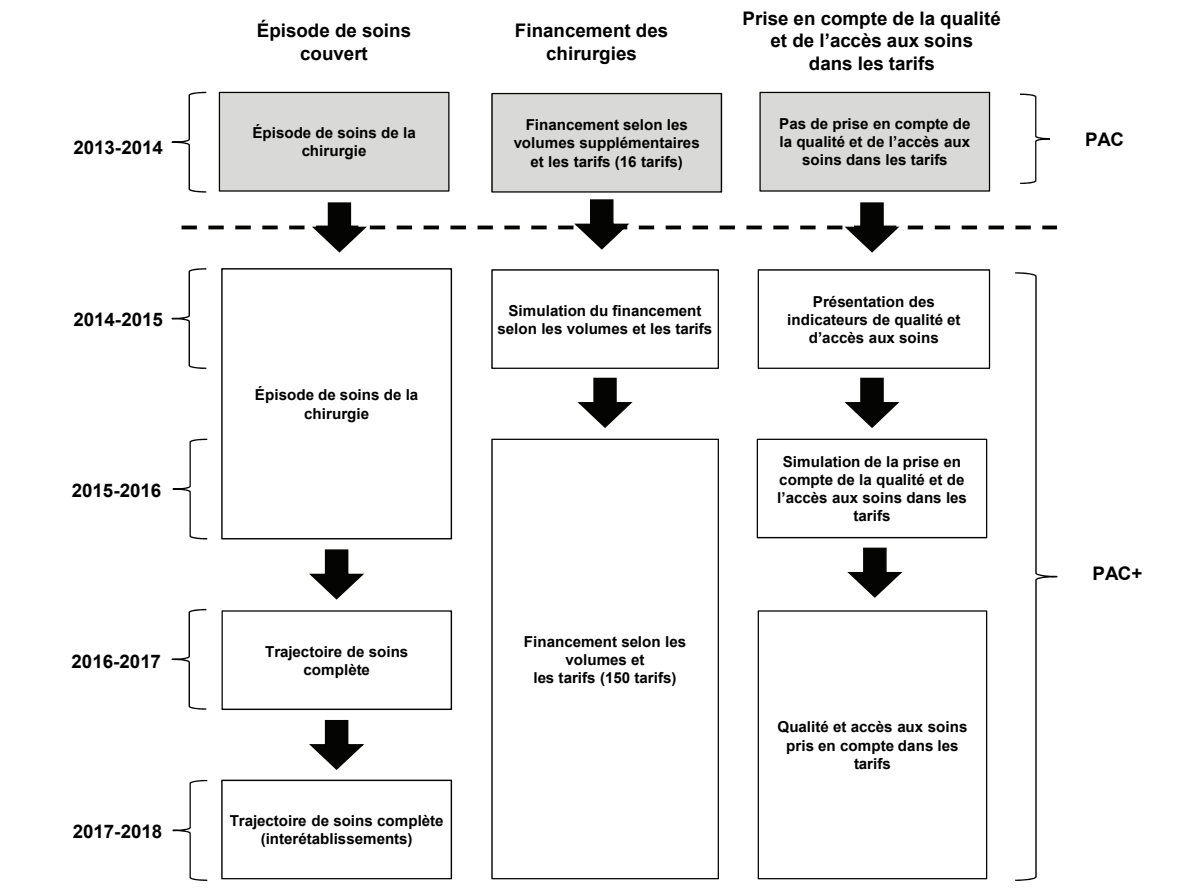 Épisode de soins
couvert
Financement des
chirurgies
Prise en compte de la qualité
et de l’accès aux soins
dans les tarifs
2013-2014
Épisode de soins de la
chirurgie
Financement selon les
volumes supplémentaires
et les tarifs (16 tarifs)
Pas de prise en compte de
la qualité et de l’accès aux
soins dans les tarifs
PAC
2014-2015
Épisode de soins de la
chirurgie
Simulation du financement
selon les volumes et les tarifs
Présentation des
indicateurs de qualité et
d’accès aux soins
2015-2016
Simulation de la prise en
compte de la qualité et de
l’accès aux soins dans les
tarifs
PAC+
2016-2017
Trajectoire de soins
complète
Financement selon les
volumes et
les tarifs (150 tarifs)
Qualité et accès aux soins
pris en compte dans les
tarifs
2017-2018
Trajectoire de soins complète
(interétablissements)